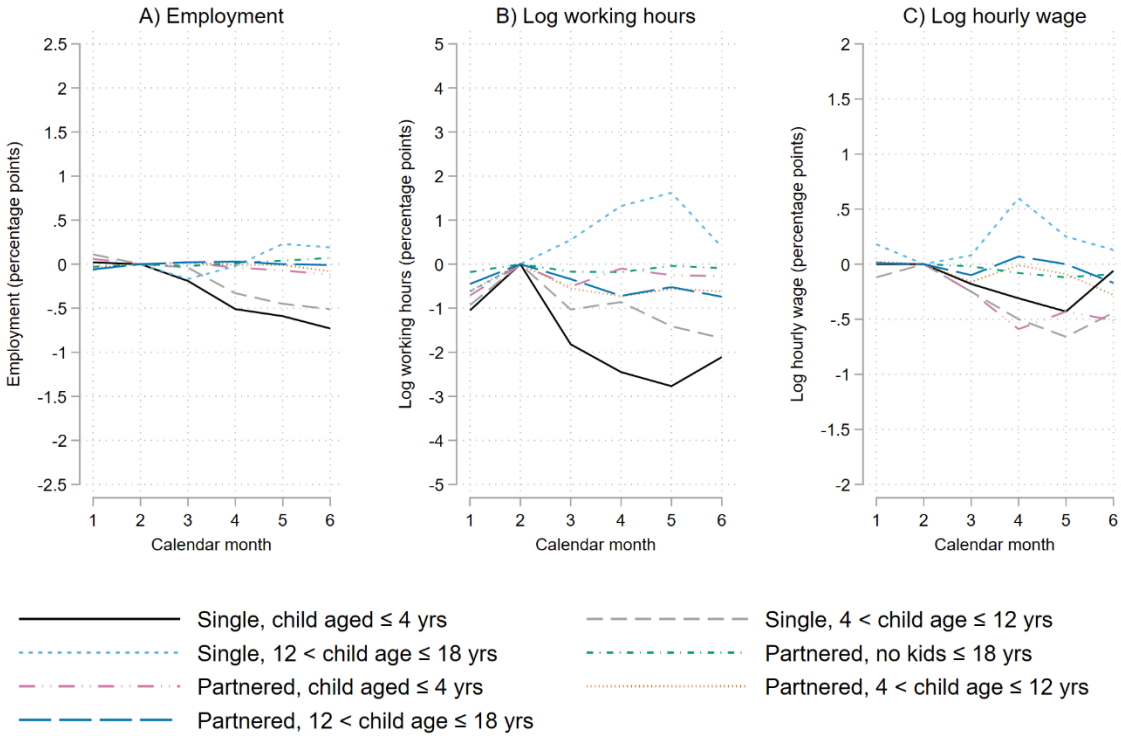 A) Employment
B) Log working hours
C) Log hourly wage
Employment (percentage points)
2.5
2
1.5
1
.5
0
-.5
-1
-1.5
-2
-2.5
1 2 3 4 5 6
Calendar month
Log working hours (percentage points)
5
4
3
2
1
0
-1
-2
-3
-4
-5
1 2 3 4 5 6
Calendar month
Log hourly wage (percentage points)
2
1.5
1
.5
0
-.5
-1
-1.5
-2
1 2 3 4 5 6
Calendar month
Single, child aged ≤ 4 yrs
Single, 4 < child age ≤ 12 yrs
Single, 12 < child age ≤ 18 yrs
Partnered, no kids ≤ 18 yrs
Partnered, child aged ≤ 4 yrs
Partnered, 4 < child age ≤ 12 yrs
Partnered, 12 < child age ≤ 18 yrs